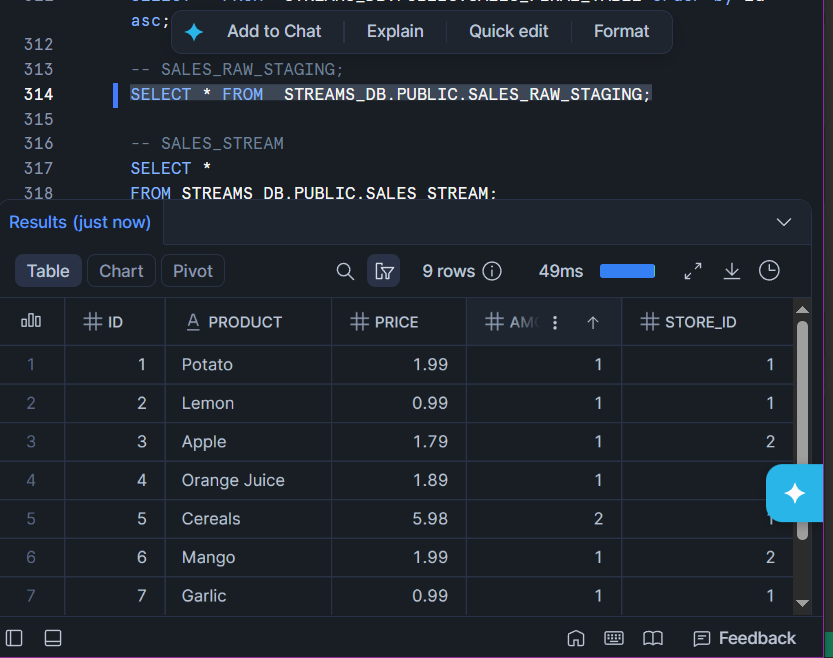 asc;
Add to Chat Explain Quick edit Format
312
313 -- SALES_RAW_STAGING;
314 SELECT * FROM  STREAMS_DB.PUBLIC.SALES_RAW_STAGING;
315
316 -- SALES_STREAM
317 SELECT *
318 FROM STREAMS_DB.PUBLIC.SALES_STREAM;
Results (just now)
Table Chart Pivot 9 rows 49ms
ID PRODUCT PRICE AMO STORE_ID
1 1 Potato 1.99 1 1
2 2 Lemon 0.99 1 1
3 3 Apple 1.79 1 2
4 4 Orange Juice 1.89 1
5 5 Cereals 5.98 2 1
6 6 Mango 1.99 1 2
7 7 Garlic 0.99 1 1
Feedback